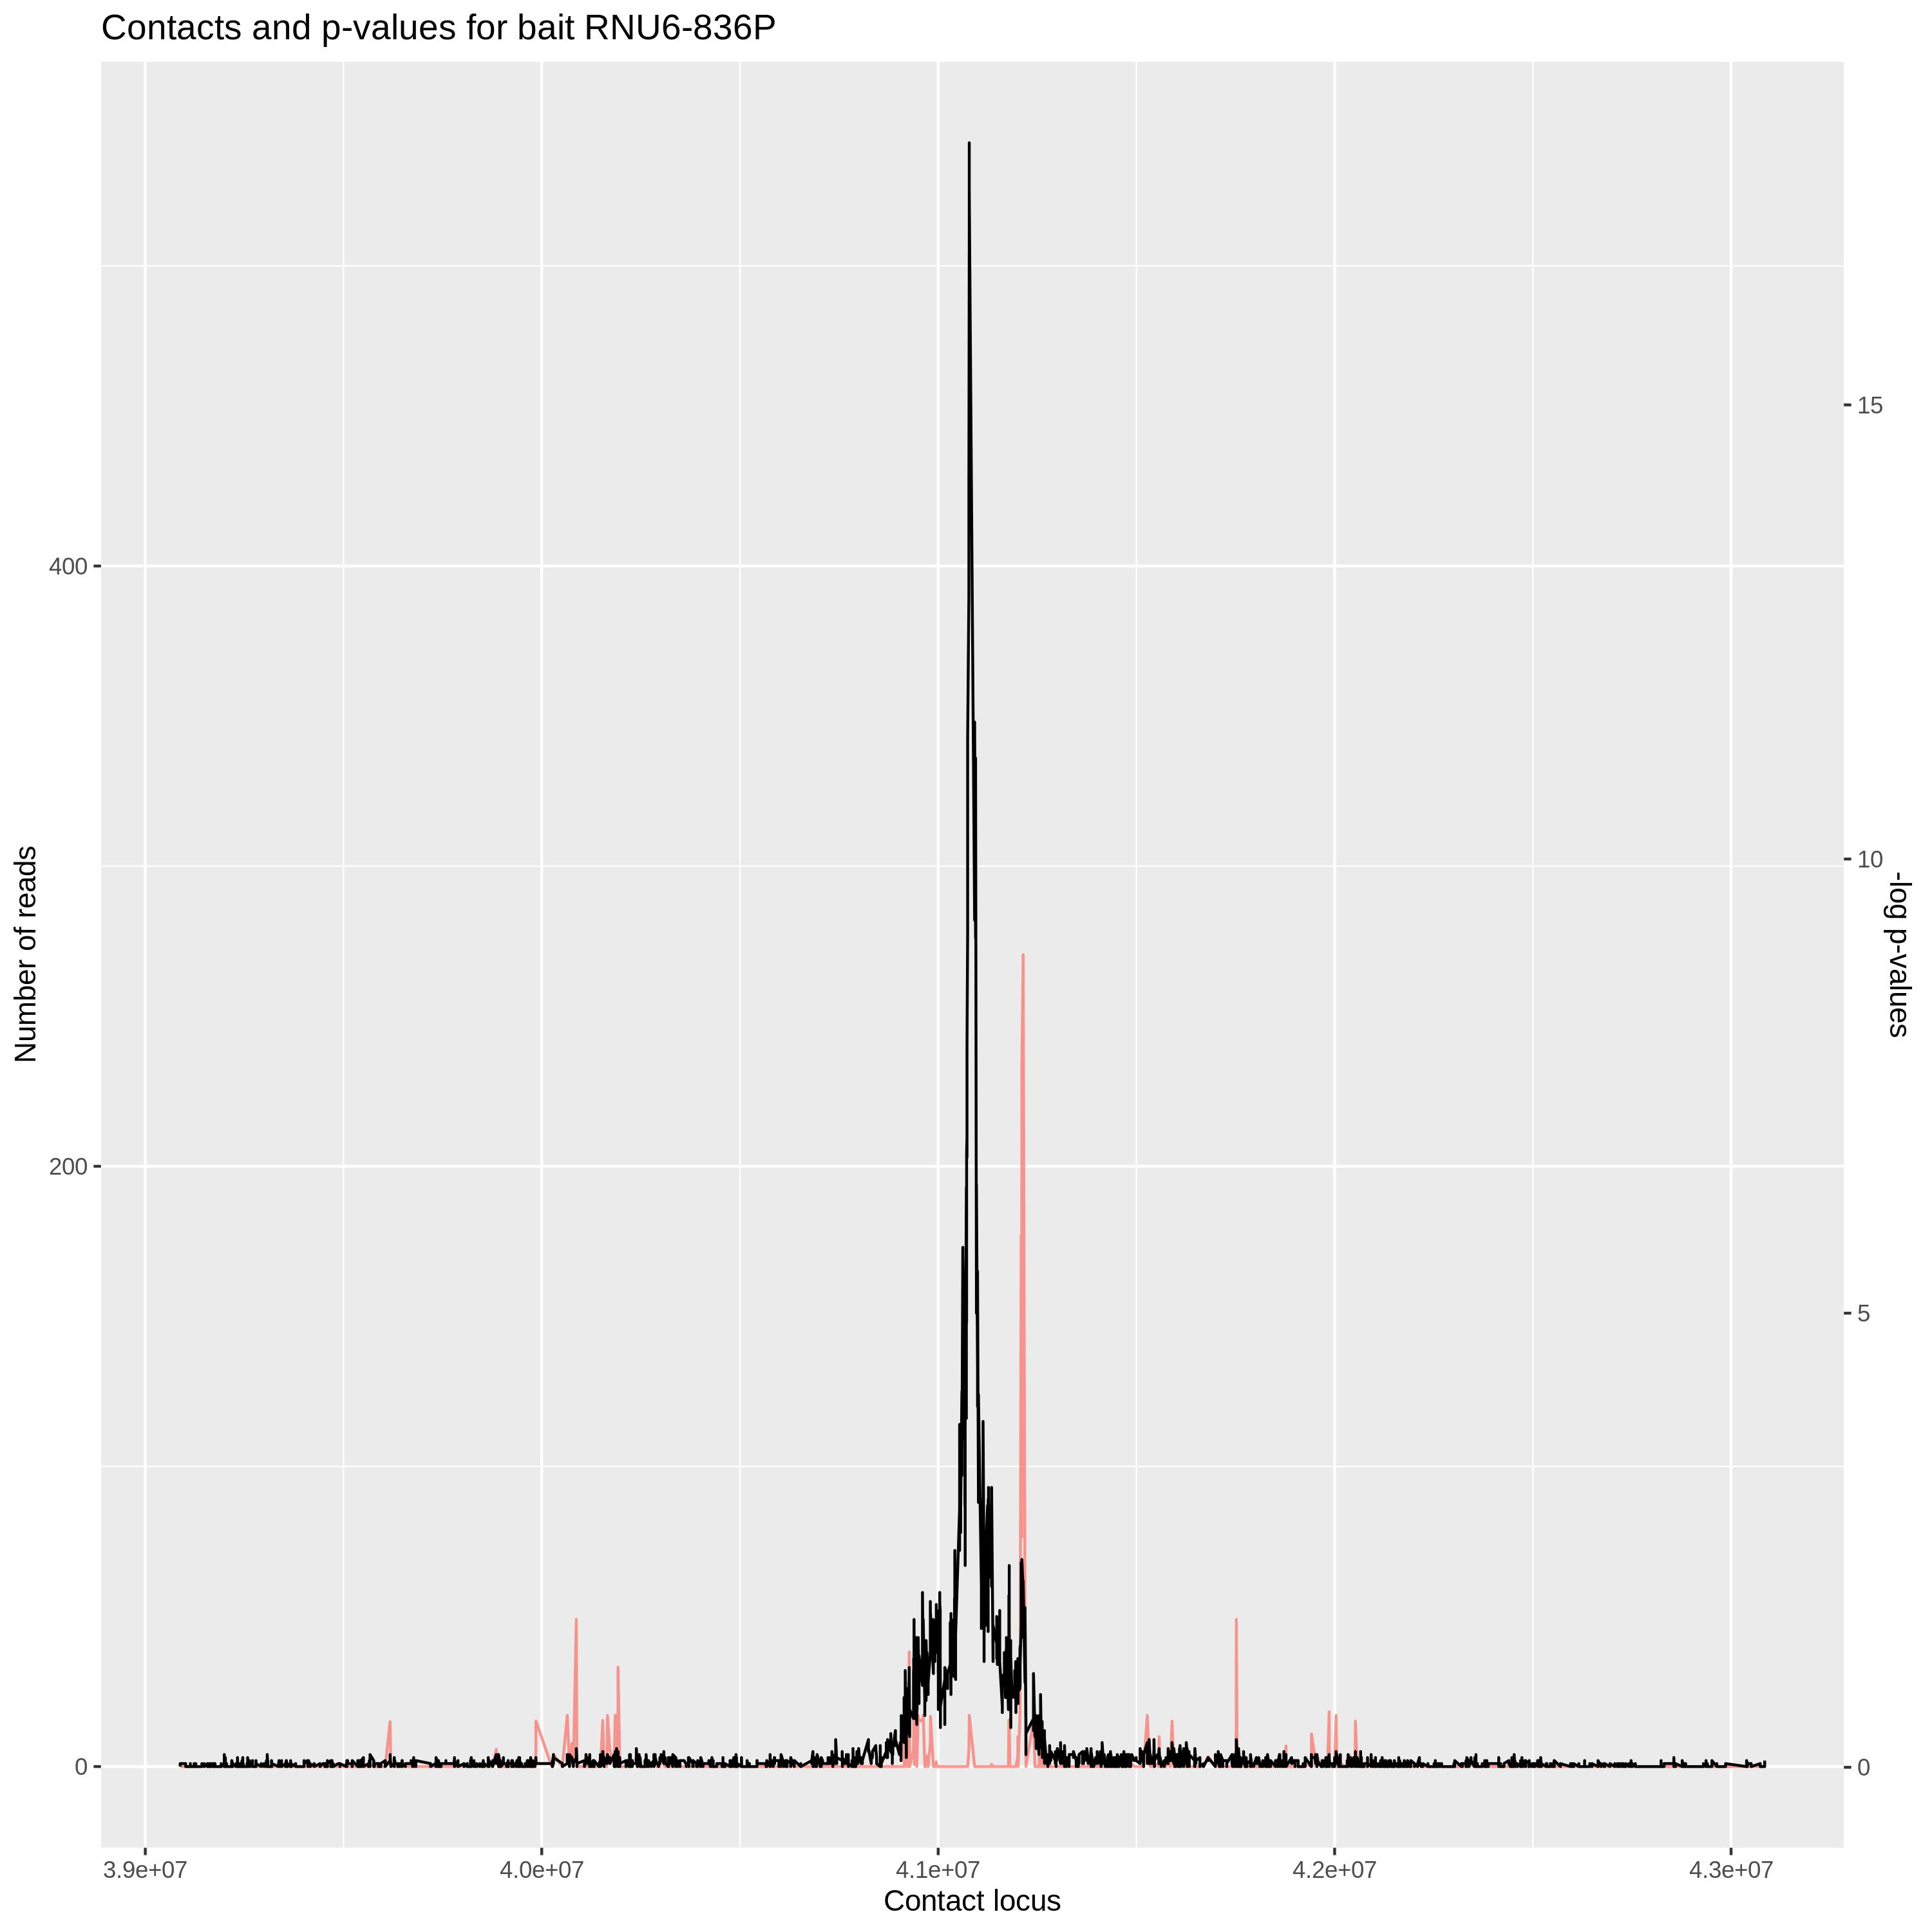 Contacts and p-values for bait RNU6-836P
Number of reads
400
200
0
15
10
5
0
-log p-values
3.9e+07 4.0e+07 4.1e+07 4.2e+07 4.3e+07
Contact locus